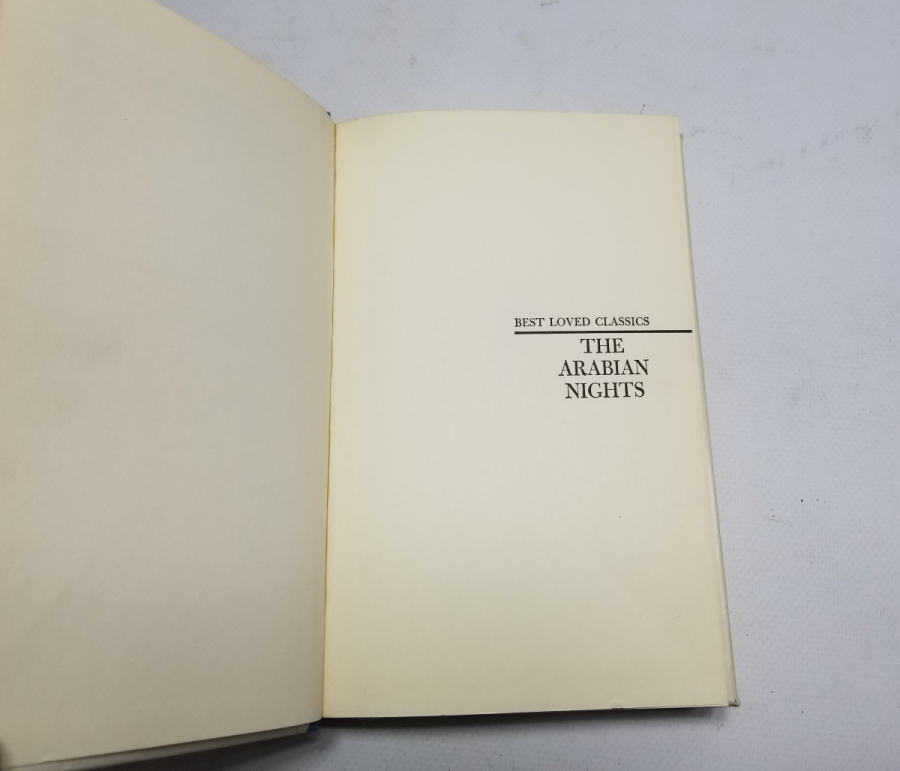 BEST LOVED CLASSICS
THE
ARABIAN
NIGHTS